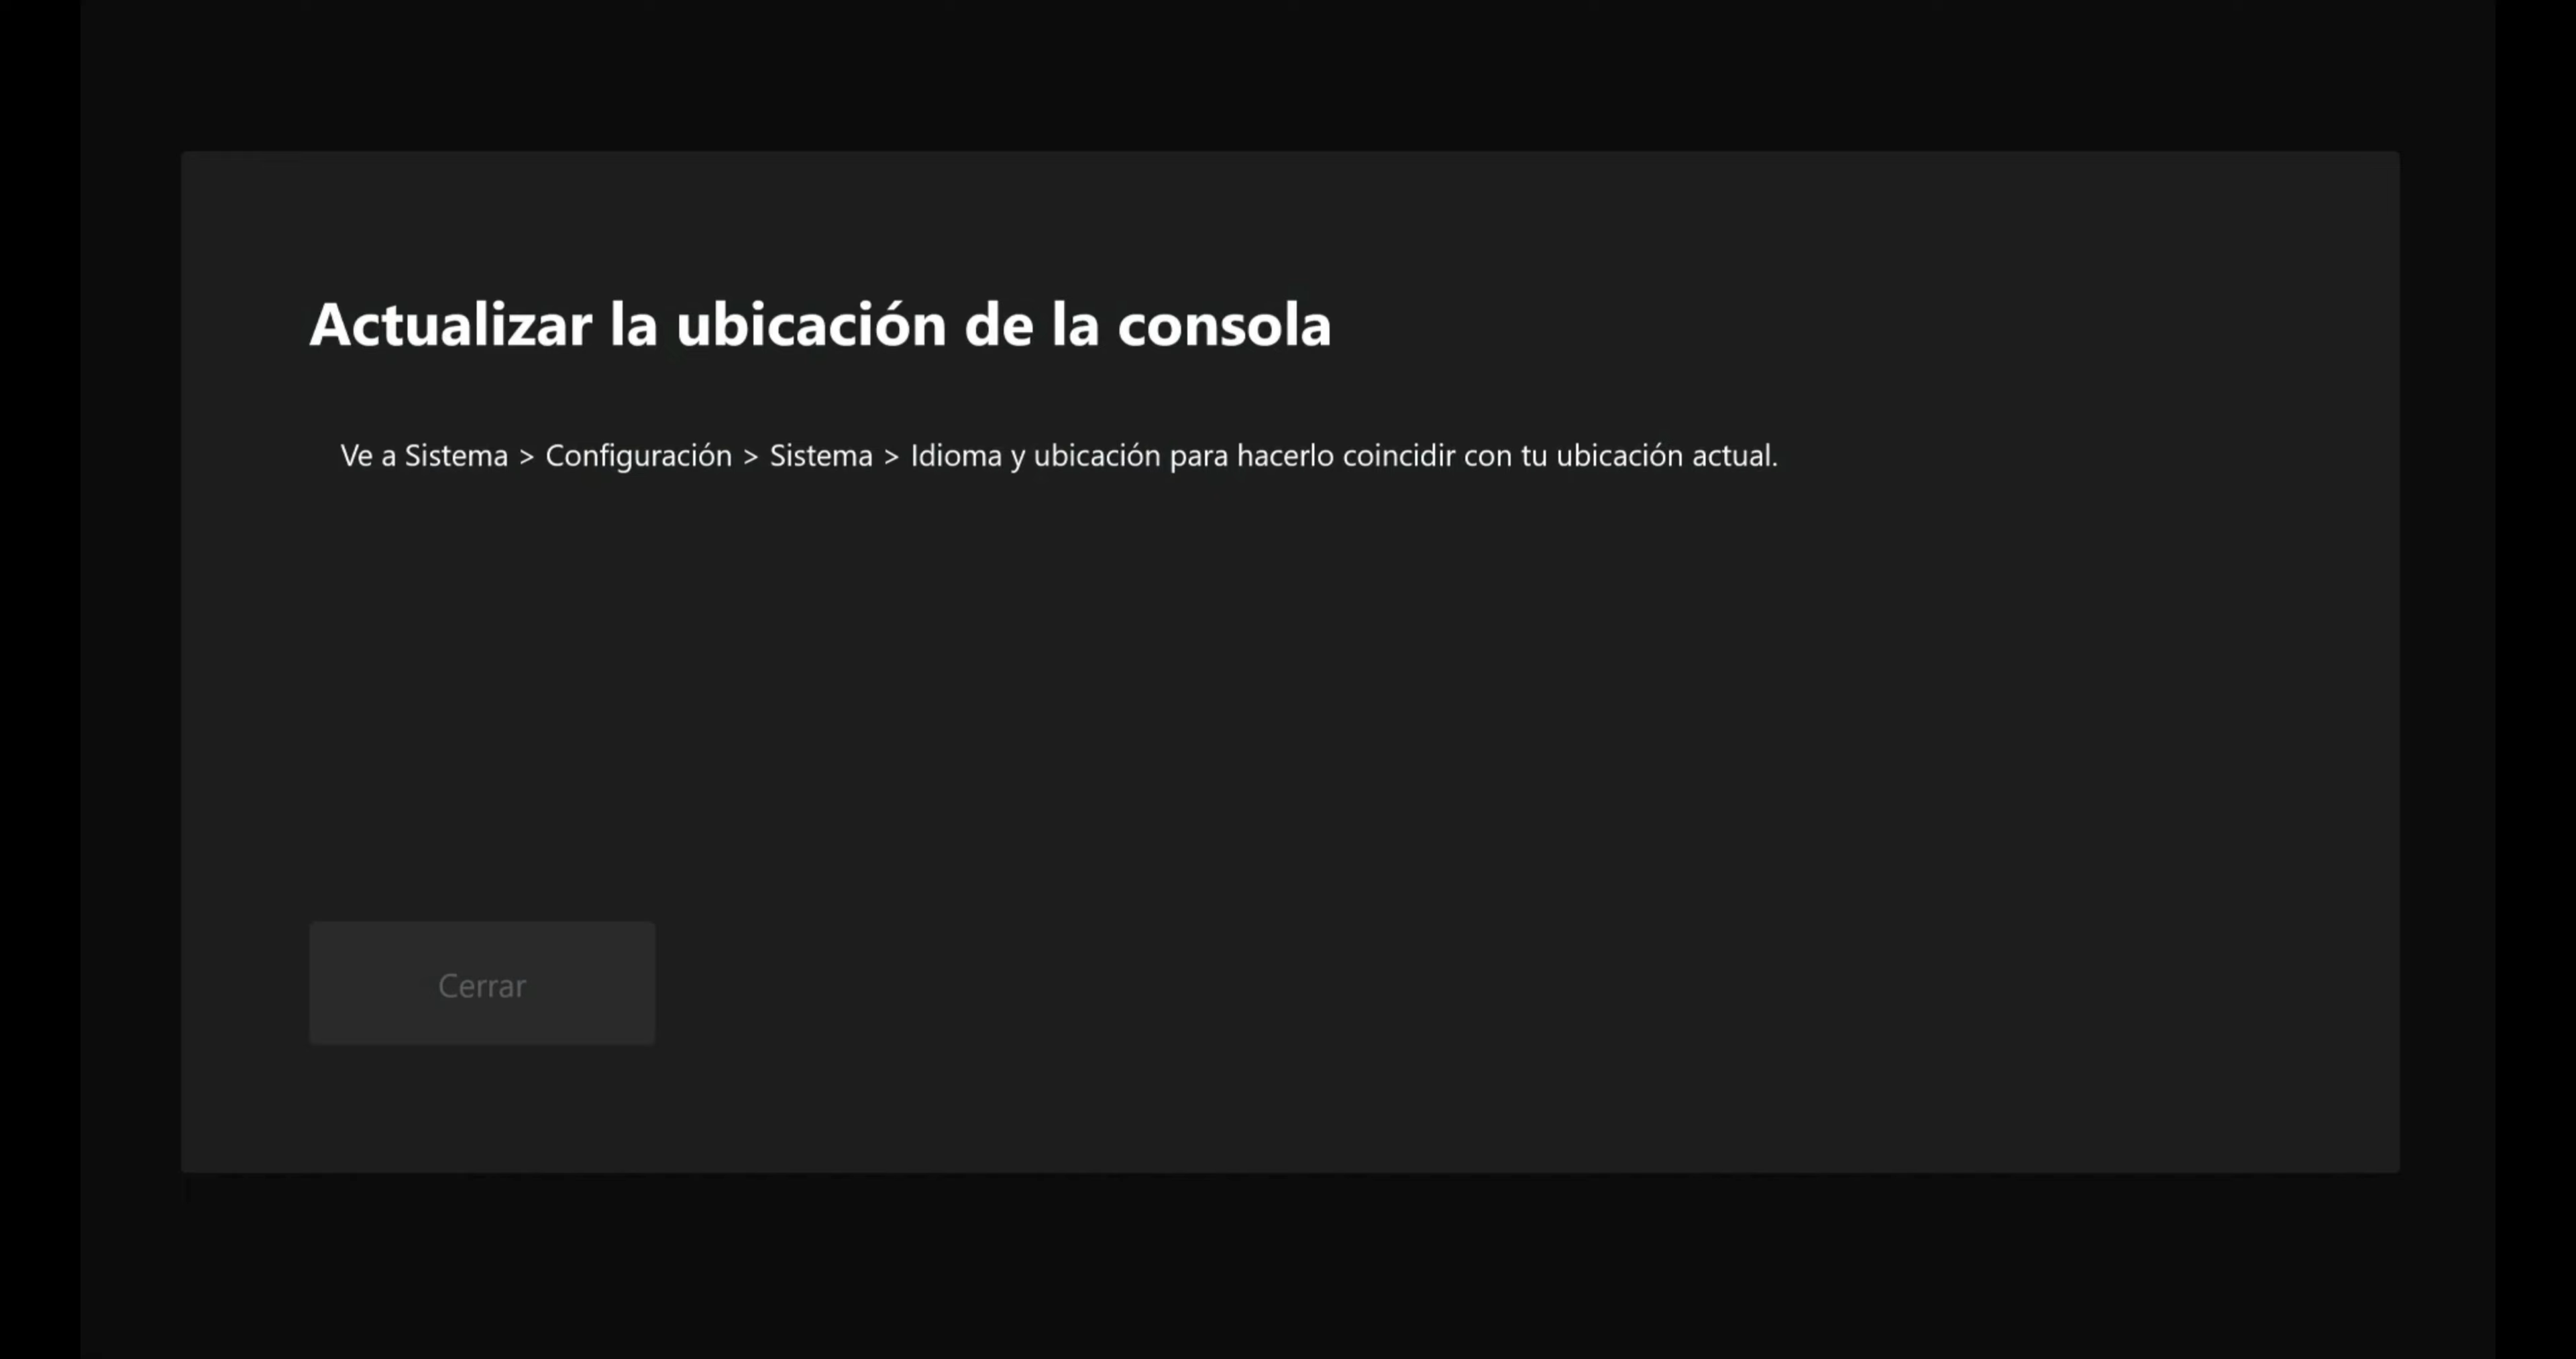 Actualizar la ubicación de la consola
Ve a Sistema > Configuración > Sistema > Idioma y ubicación para hacerlo coincidir con tu ubicación actual.
Cerrar